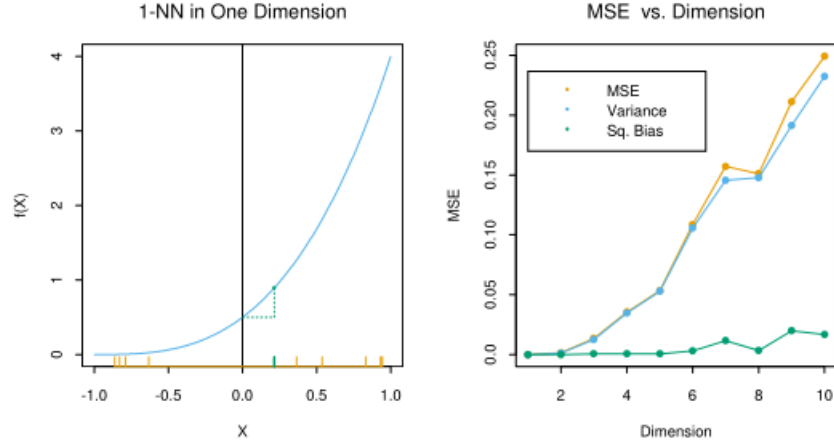 1-NN in One Dimension
4
3
2
1
0
f(X)
-1.0 -0.5 0.0 0.5 1.0
X
MSE vs. Dimension
0.25
0.20
0.15
0.10
0.05
0.0
MSE
MSE
Variance
Sq. Bias
2 4 6 8 10
Dimension